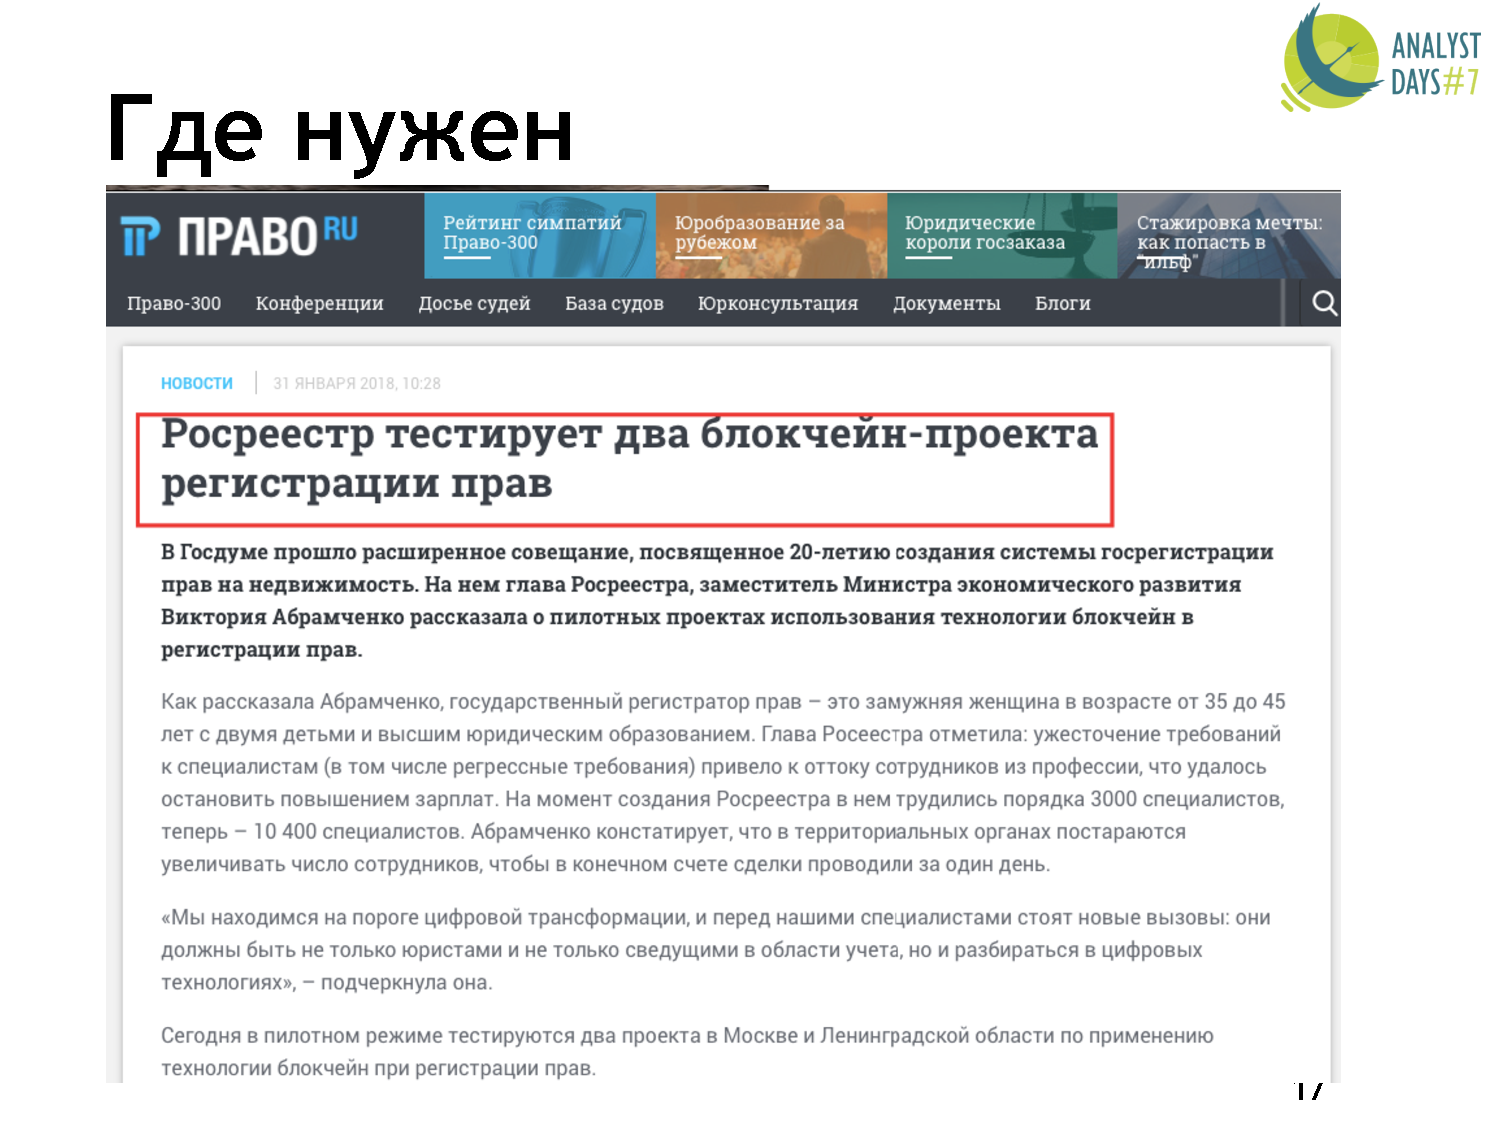 ANALYST
DAYS#7
Где нужен
ПРАВО RU
Рейтинг симпатий
Право-300
Юробразование за
рубежом
Юридические
короли госзаказа
Стажировка мечты:
как попасть в
"ильф"
Право-300 Конференции Досье судей База судов Юрконсультация Документы Блоги
НОВОСТИ 31 ЯНВАРЯ 2018, 10:28
Росреестр тестирует два блокчейн-проекта
регистрации прав
В Госдуме прошло расширенное совещание, посвященное 20-летию создания системы госрегистрации
прав на недвижимость. На нем глава Росреестра, заместитель Министра экономического развития
Виктория Абрамченко рассказала о пилотных проектах использования технологии блокчейн в
регистрации прав.
Как рассказала Абрамченко, государственный регистратор прав – это замужняя женщина в возрасте от 35 до 45
лет с двумя детьми и высшим юридическим образованием. Глава Росеестра отметила: ужесточение требований
к специалистам (в том числе регрессные требования) привело к оттоку сотрудников из профессии, что удалось
остановить повышением зарплат. На момент создания Росреестра в нем трудились порядка 3000 специалистов,
теперь – 10 400 специалистов. Абрамченко констатирует, что в территориальных органах постараются
увеличивать число сотрудников, чтобы в конечном счете сделки проводили за один день.
«Мы находимся на пороге цифровой трансформации, и перед нашими специалистами стоят новые вызовы: они
должны быть не только юристами и не только сведущими в области учета, но и разбираться в цифровых
технологиях», – подчеркнула она.
Сегодня в пилотном режиме тестируются два проекта в Москве и Ленинградской области по применению
технологии блокчейн при регистрации прав.
17